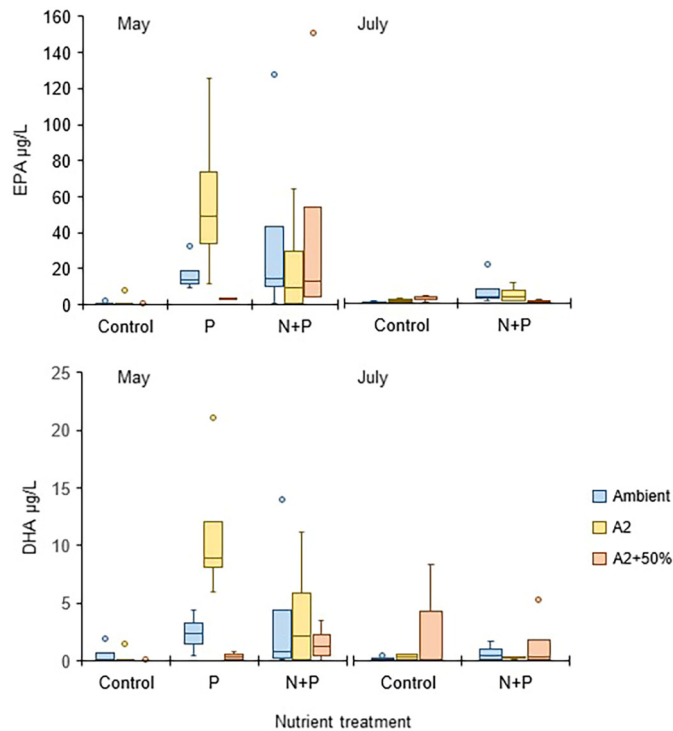 160
May
July
140
120
100
80
60
40
20
0
EPA µg/L
Control
P
N+P
Control
N+P
25
May
July
20
15
10
5
0
DHA µg/L
Ambient
A2
A2+50%
Control
P
N+P
Control
N+P
Nutrient treatment